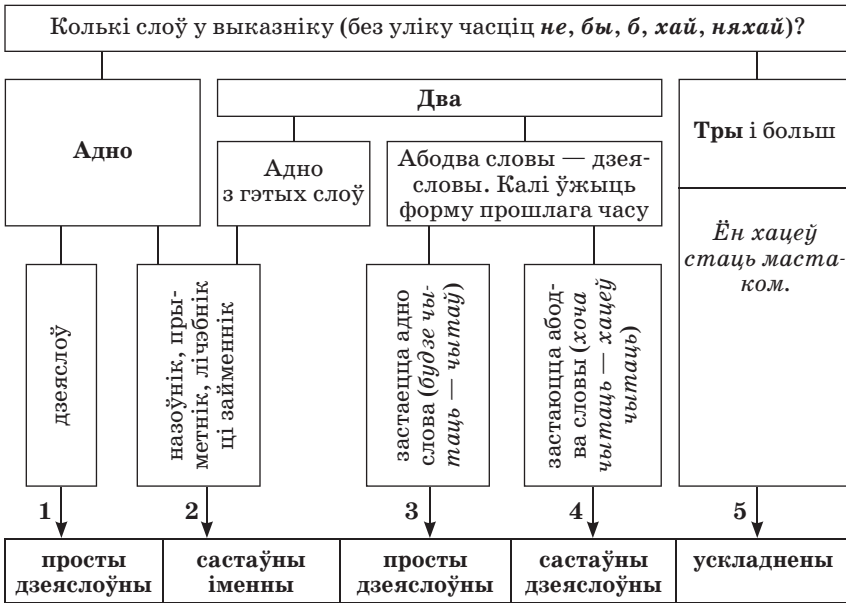 Колькі слоў у выказніку (без уліку часціц не, бы, б, хай, няхай)?
Адно
Два
Тры і больш
Адно
з гэтых слоў
Абодва словы — дзея-
словы. Калі ўжыць
форму прошлага часу
Ён хацеў
стаць маста-
ком.
дзеяслоў
назоўнік, пры-
метнік, лічэбнік
ці займеннік
застаецца адно
слова (будзе чы-
таць — чытаў)
застаюцца абод-
ва словы (хоча
чытаць — хацеў
чытаць)
1
2
3
4
5
просты
дзеяслоўны
састаўны
іменны
просты
дзеяслоўны
састаўны
дзеяслоўны
ускладнены